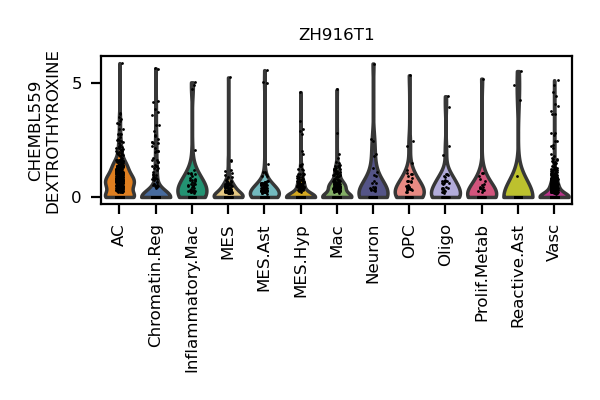 ZH916T1
CHEMBL559
DEXTROTHYROXINE
5
0
AC
Chromatin.Reg
Inflammatory.Mac
MES
MES.Ast
MES.Hyp
Mac
Neuron
OPC
Oligo
Prolif.Metab
Reactive.Ast
Vasc